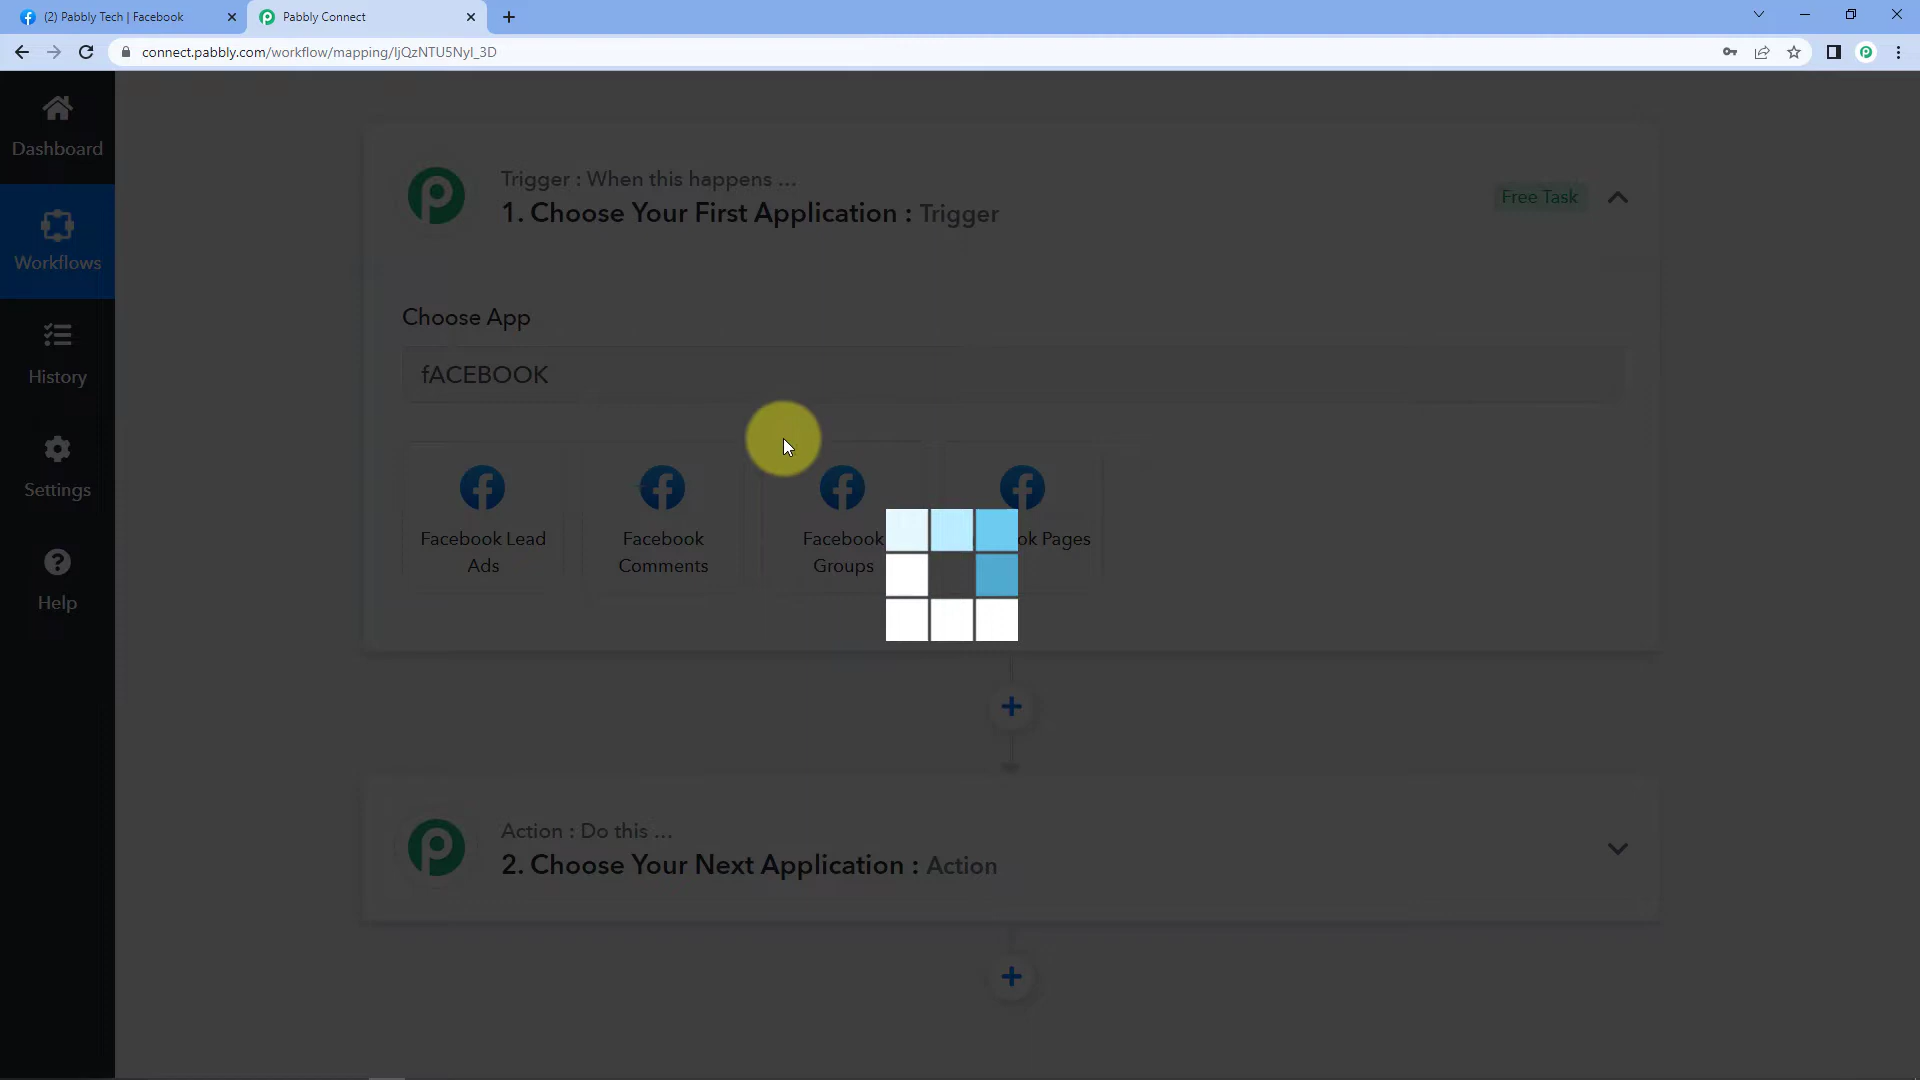 (2) Pabbly Tech | Facebook
Pabbly Connect
connect.pabbly.com/workflow/mapping/IjQzNTU5NyI_3D
Dashboard
Workflows
History
Settings
Help
Trigger : When this happens ...
1. Choose Your First Application : Trigger
Free Task
Choose App
fACEBOOK
Facebook Lead
Ads
Facebook
Comments
Facebook
Groups
ok Pages
Action : Do this ...
2. Choose Your Next Application : Action